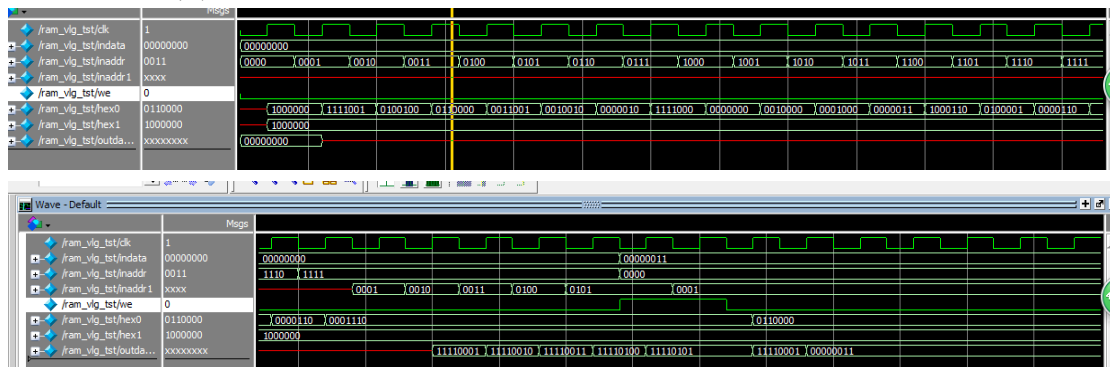 Msgs
/ram_vlg_tst/clk 1
/ram_vlg_tst/indata 00000000 00000000
/ram_vlg_tst/inaddr 0011 0000 0001 0010 0011 0100 0101 0110 0111 1000 1001 1010 1011 1100 1101 1110 1111
/ram_vlg_tst/inaddr1 xxxx
/ram_vlg_tst/we 0
/ram_vlg_tst/hex0 0110000 1000000 1111001 0100100 0110000 0011001 0010010 0000010 1111000 0000000 0010000 0001000 0000011 1000110 0100001 0000110
/ram_vlg_tst/hex1 1000000 1000000
/ram_vlg_tst/outda... xxxxxxxx 00000000
Wave - Default
Msgs
/ram_vlg_tst/clk 1
/ram_vlg_tst/indata 00000000 00000000 00000011
/ram_vlg_tst/inaddr 0011 1110 1111 0000
/ram_vlg_tst/inaddr1 xxxx 0001 0010 0011 0100 0101 0001
/ram_vlg_tst/we 0
/ram_vlg_tst/hex0 0110000 0000110 0001110 0110000
/ram_vlg_tst/hex1 1000000 1000000
/ram_vlg_tst/outda... xxxxxxxx 11110001 11110010 11110011 11110100 11110101 11110001 00000011